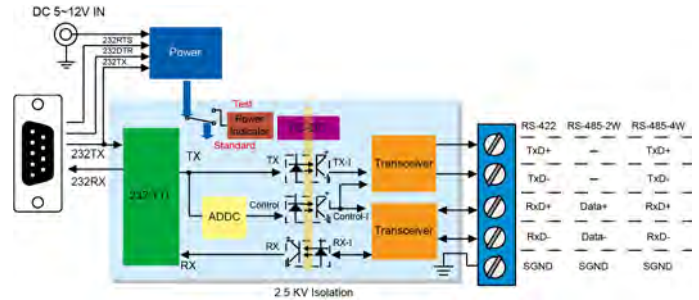 DC 5~12V IN
232RTS
232DTR
232TX
Power
Test
Power Indicator
Standard
232TX
232RX
TX
TX
TX-I
Transceiver
ADDC
Control
Control-I
Transceiver
RX
RX
RX-I
2.5 KV Isolation
RS-422 RS-485-2W RS-485-4W
TxD+ – TxD+
TxD- – TxD-
RxD+ Data+ RxD+
RxD- Data- RxD-
SGND SGND SGND